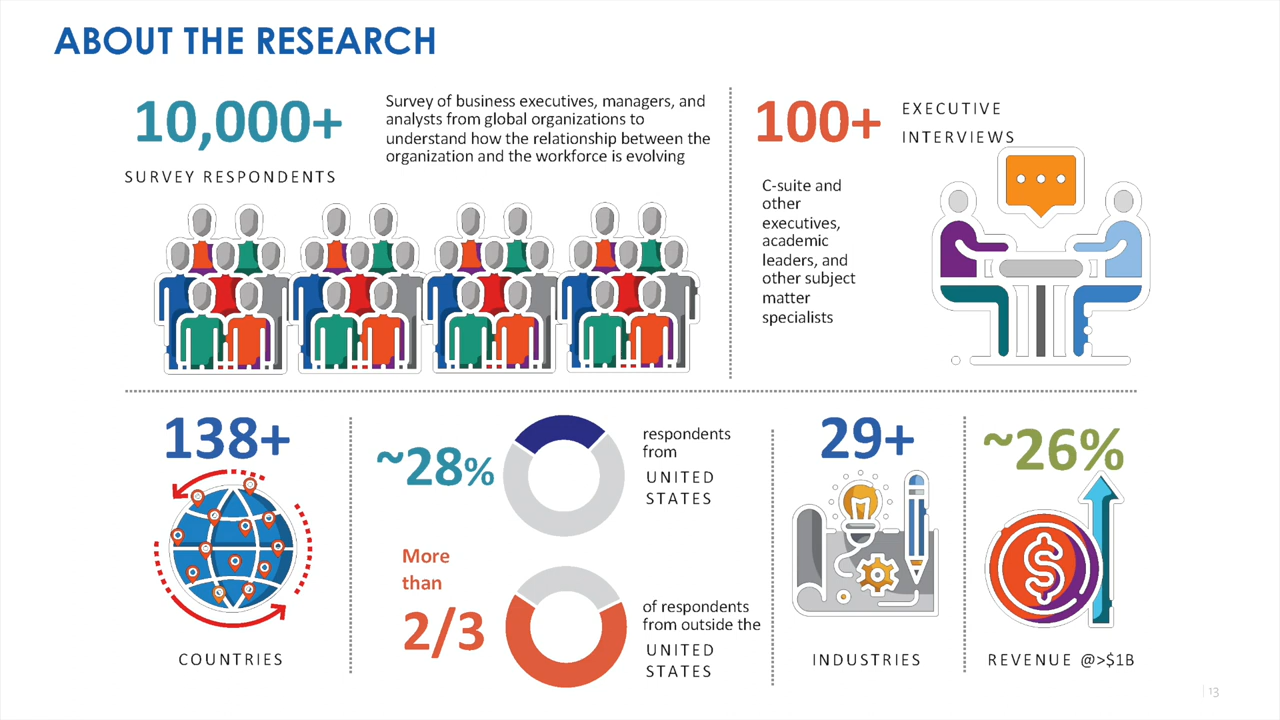 ABOUT THE RESEARCH
10,000+
SURVEY RESPONDENTS
Survey of business executives, managers, and
analysts from global organizations to
understand how the relationship between the
organization and the workforce is evolving
100+
EXECUTIVE
INTERVIEWS
C-suite and
other
executives,
academic
leaders, and
other subject
matter
specialists
138+
COUNTRIES
~28%
respondents
from
UNITED
STATES
More
than
2/3
of respondents
from outside the
UNITED
STATES
29+
INDUSTRIES
~26%
$
REVENUE @>$1B
13